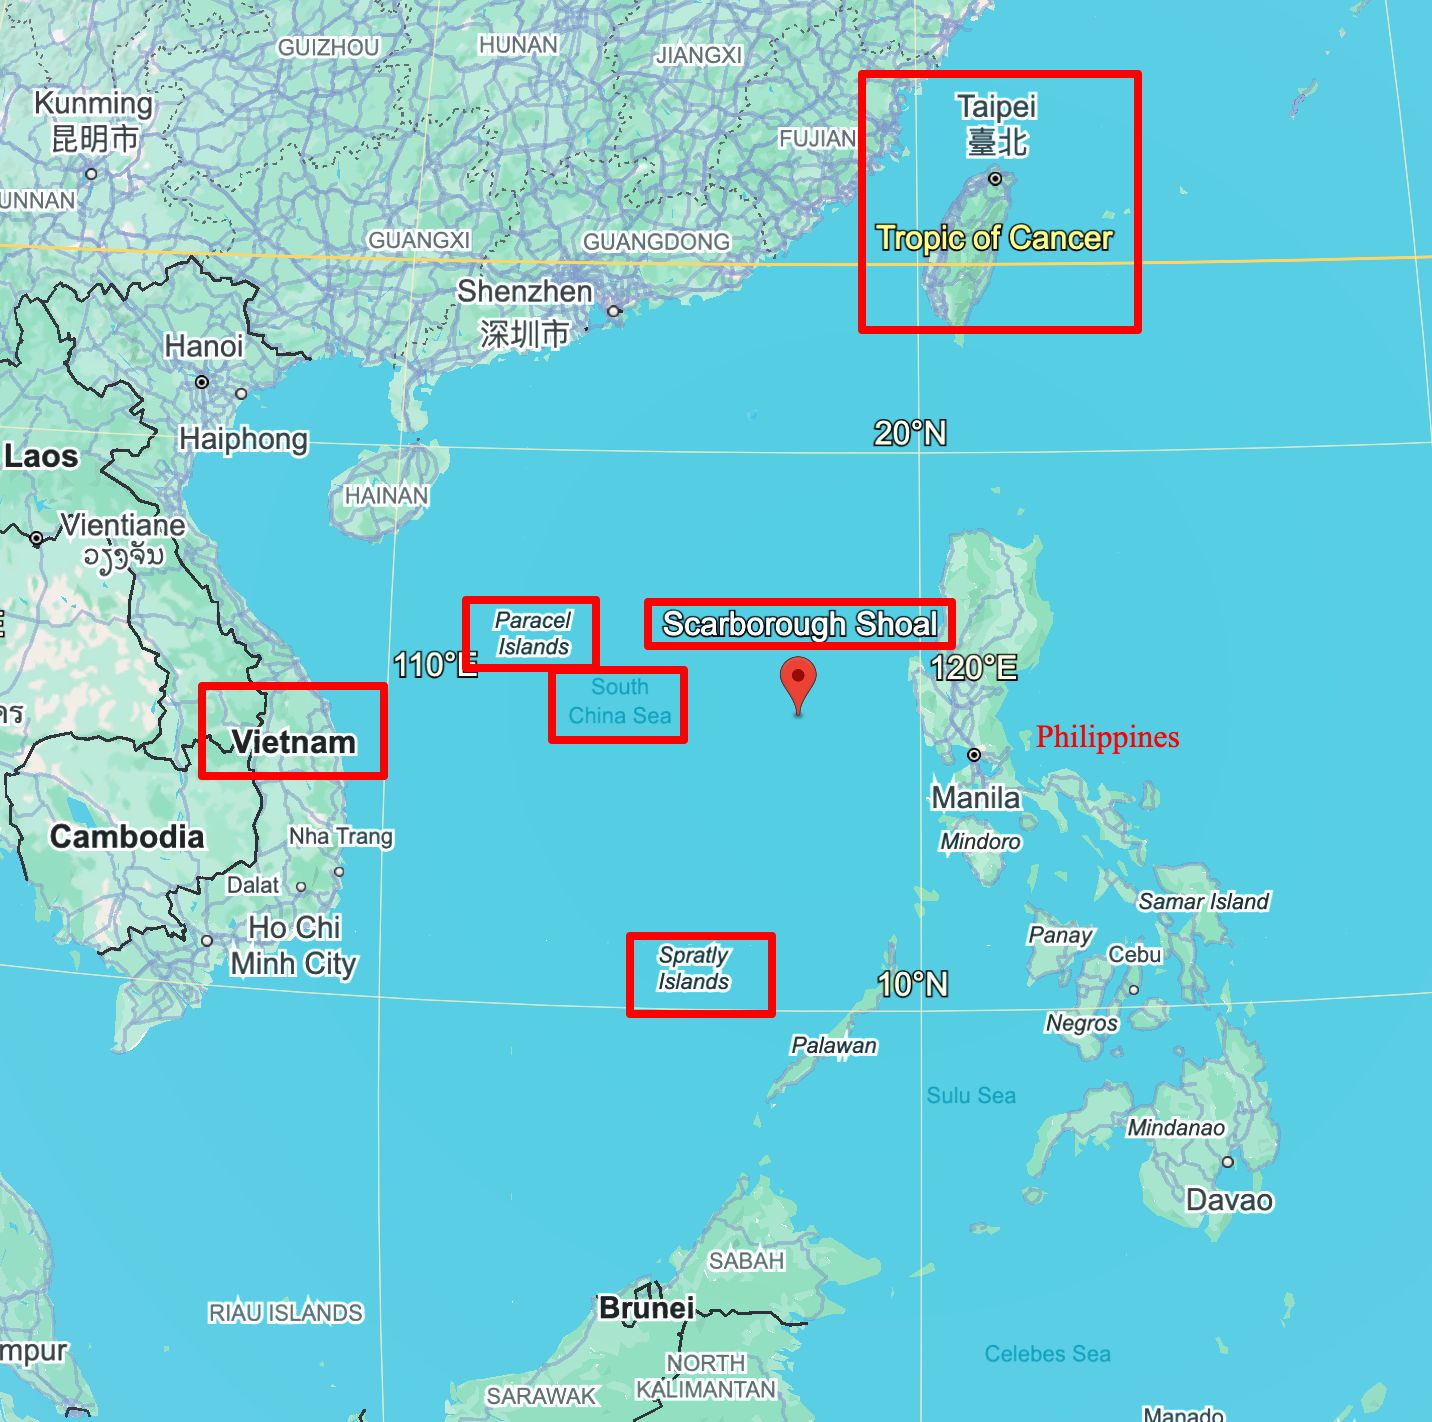 GUIZHOU
HUNAN
JIANGXI
Kunming
昆明市
Taipei
臺北
FUJIAN
UNNAN
GUANGXI
GUANGDONG
Tropic of Cancer
Shenzhen
深圳市
Hanoi
Haiphong
20°N
Laos
HAINAN
Vientiane
ວຽງຈັນ
Paracel
Islands
Scarborough Shoal
110°E
120°E
South
China Sea
Vietnam
Philippines
Manila
Cambodia
Nha Trang
Mindoro
Dalat
Samar Island
Ho Chi
Minh City
Panay
Cebu
Spratly
Islands
10°N
Negros
Palawan
Sulu Sea
Mindanao
Davao
SABAH
RIAU ISLANDS
Brunei
mpur
Celebes Sea
NORTH
KALIMANTAN
SARAWAK
Manado